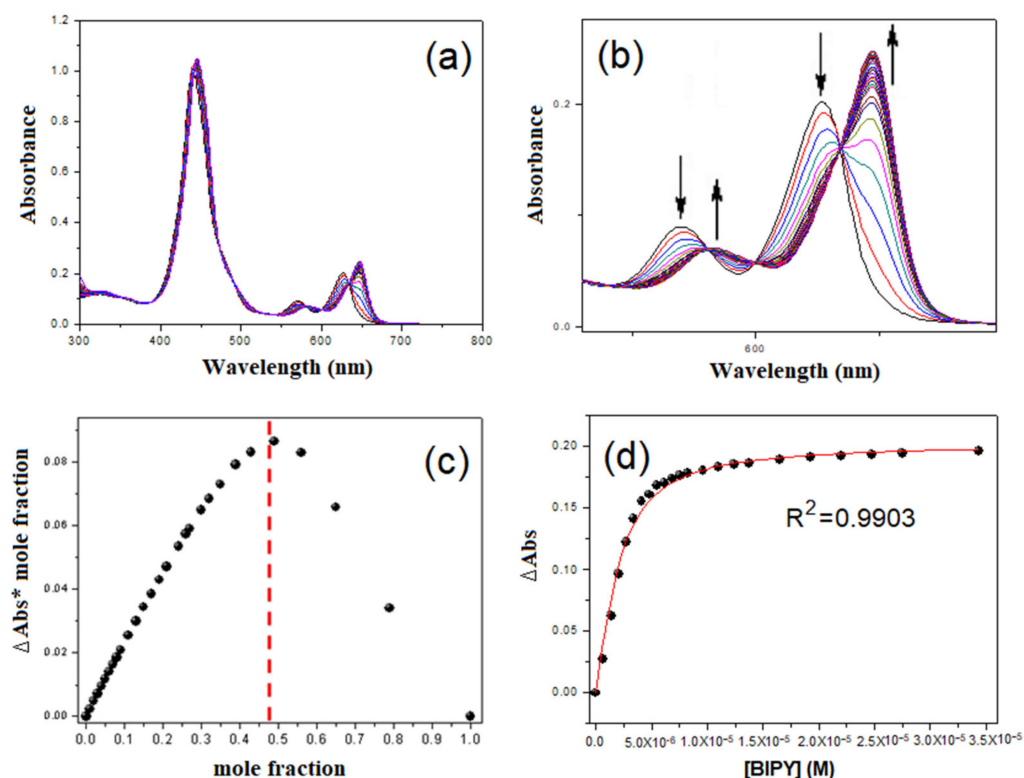 1.2
1.0
0.8
0.6
0.4
0.2
0.0
300 400 500 600 700 800
Absorbance
Wavelength (nm)
(a)
0.2
0.0
600
Absorbance
Wavelength (nm)
(b)
0.08
0.06
0.04
0.02
0.00
0.0 0.1 0.2 0.3 0.4 0.5 0.6 0.7 0.8 0.9 1.0
Δ Abs* mole fraction
mole fraction
(c)
0.20
0.15
0.10
0.05
0.00
0.0 5.0X10⁻⁶ 1.0X10⁻⁵ 1.5X10⁻⁵ 2.0X10⁻⁵ 2.5X10⁻⁵ 3.0X10⁻⁵ 3.5X10⁻⁵
Δ Abs
[BIPY] (M)
(d)
R²=0.9903